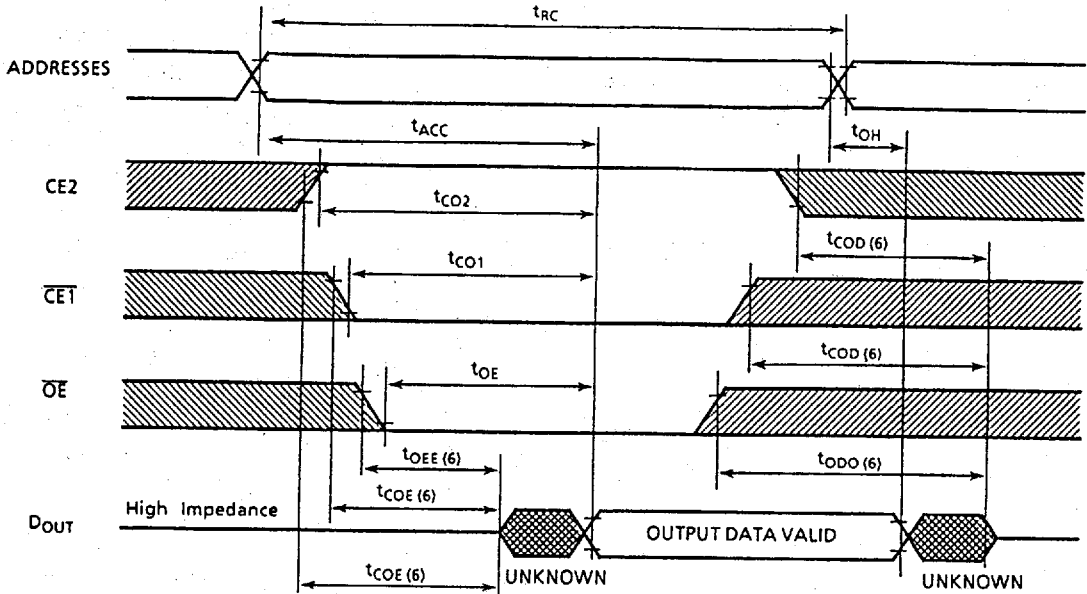 tRC
ADDRESSES
tACC
tOH
CE2
tCO2
tCOD (6)
CE1
tCO1
tCOD (6)
OE
tOE
tOEE (6)
tODO (6)
tCOE (6)
DOUT
High Impedance
OUTPUT DATA VALID
tCOE (6)
UNKNOWN
UNKNOWN